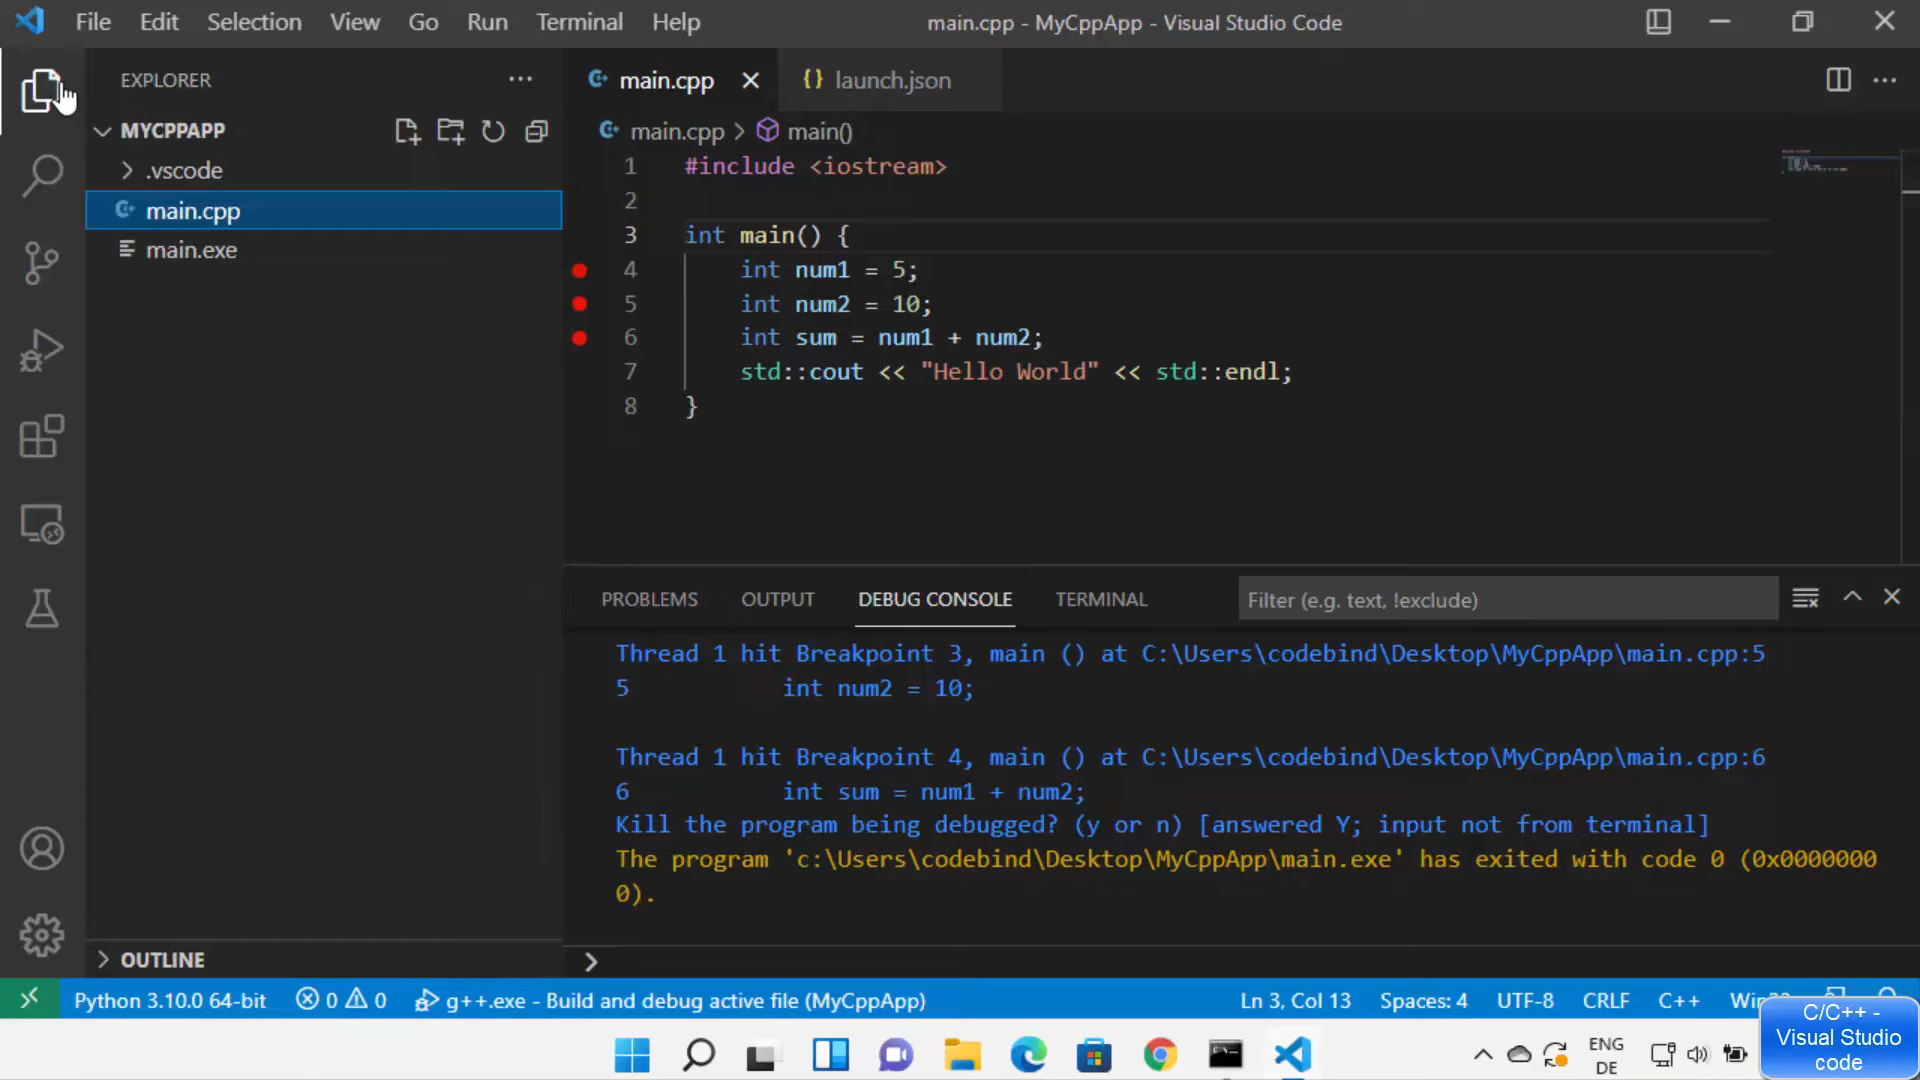 File Edit Selection View Go Run Terminal Help
main.cpp - MyCppApp - Visual Studio Code
EXPLORER
MYCPPAPP
.vscode
main.cpp
main.exe
OUTLINE
main.cpp
launch.json
main.cpp > main()
1 #include <iostream>
2
3 int main() {
4 int num1 = 5;
5 int num2 = 10;
6 int sum = num1 + num2;
7 std::cout << "Hello World" << std::endl;
8 }
PROBLEMS OUTPUT DEBUG CONSOLE TERMINAL
Filter (e.g. text, !exclude)
Thread 1 hit Breakpoint 3, main () at C:\Users\codebind\Desktop\MyCppApp\main.cpp:5
5 int num2 = 10;
Thread 1 hit Breakpoint 4, main () at C:\Users\codebind\Desktop\MyCppApp\main.cpp:6
6 int sum = num1 + num2;
Kill the program being debugged? (y or n) [answered Y; input not from terminal]
The program 'c:\Users\codebind\Desktop\MyCppApp\main.exe' has exited with code 0 (0x0000000
0).
Python 3.10.0 64-bit 0 0 g++.exe - Build and debug active file (MyCppApp)
Ln 3, Col 13 Spaces: 4 UTF-8 CRLF C++
ENG
DE
C/C++ -
Visual Studio
code